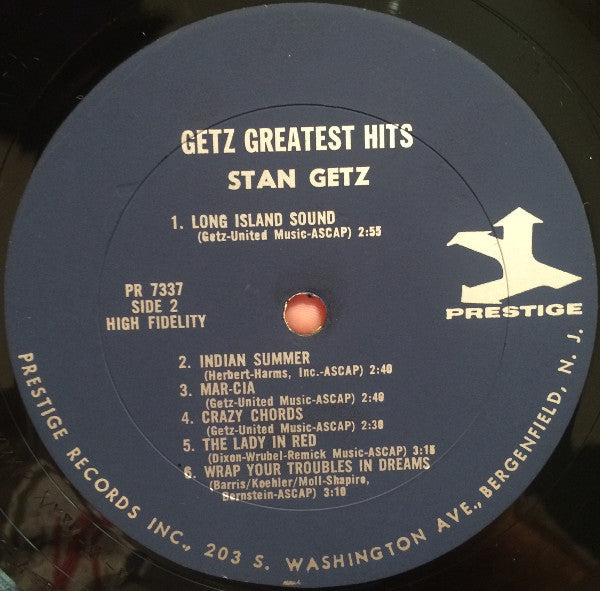 GETZ GREATEST HITS
STAN GETZ
1. LONG ISLAND SOUND
(Getz-United Music-ASCAP) 2:55
PR 7337
SIDE 2
HIGH FIDELITY
PRESTIGE
2. INDIAN SUMMER
(Herbert-Harms, Inc.-ASCAP) 2:40
3. MAR-CIA
(Getz-United Music-ASCAP) 2:40
4. CRAZY CHORDS
(Getz-United Music-ASCAP) 2:30
5. THE LADY IN RED
(Dixon-Wrubel-Remick Music-ASCAP) 3:15
6. WRAP YOUR TROUBLES IN DREAMS
(Barris/Koehler/Moll-Shapiro,
Bernstein-ASCAP) 3:10
PRESTIGE RECORDS INC., 203 S. WASHINGTON AVE., BERGENFIELD, N. J.